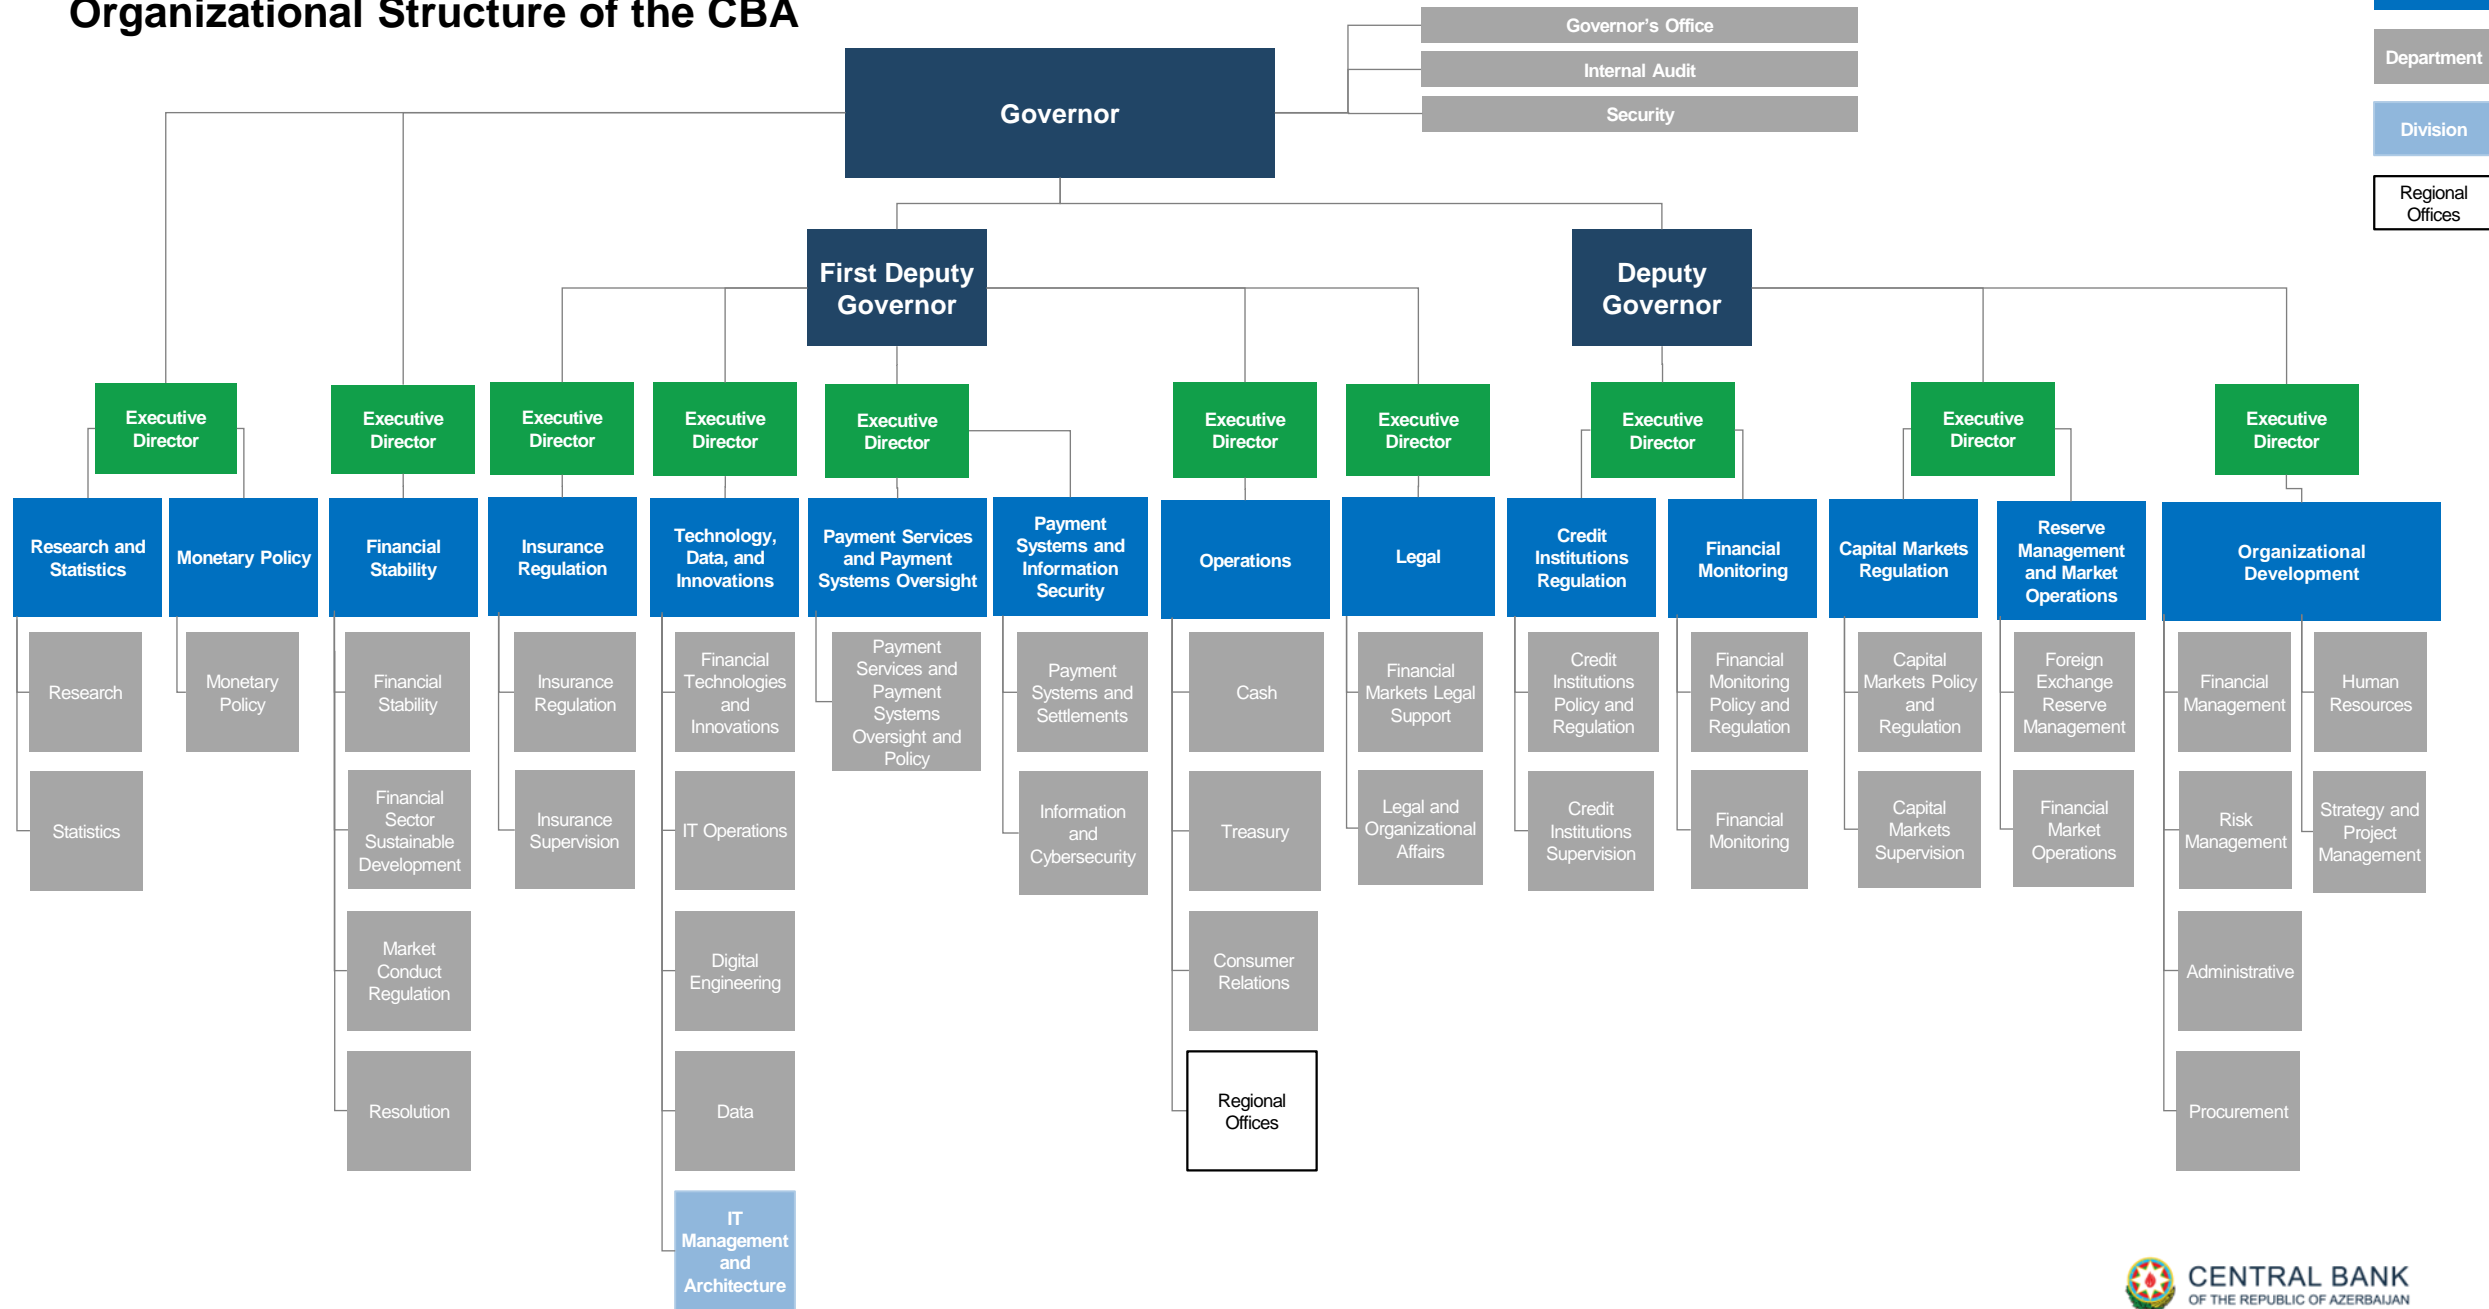 Organizational Structure of the CBA
Governor’s Office
Internal Audit
Security
Department
Division
Regional
Offices
Governor
First Deputy
Governor
Deputy
Governor
Executive
Director
Executive
Director
Executive
Director
Executive
Director
Executive
Director
Executive
Director
Executive
Director
Executive
Director
Executive
Director
Executive
Director
Research and
Statistics
Monetary Policy
Financial
Stability
Insurance
Regulation
Technology,
Data, and
Innovations
Payment Services
and Payment
Systems Oversight
Payment
Systems and
Information
Security
Operations
Legal
Credit
Institutions
Regulation
Financial
Monitoring
Capital Markets
Regulation
Reserve
Management
and Market
Operations
Organizational
Development
Research
Monetary
Policy
Financial
Stability
Insurance
Regulation
Financial
Technologies
and
Innovations
Payment
Services and
Payment
Systems
Oversight and
Policy
Payment
Systems and
Settlements
Cash
Financial
Markets Legal
Support
Credit
Institutions
Policy and
Regulation
Financial
Monitoring
Policy and
Regulation
Capital
Markets Policy
and
Regulation
Foreign
Exchange
Reserve
Management
Financial
Management
Human
Resources
Statistics
Financial
Sector
Sustainable
Development
Insurance
Supervision
IT Operations
Information
and
Cybersecurity
Treasury
Legal and
Organizational
Affairs
Credit
Institutions
Supervision
Financial
Monitoring
Capital
Markets
Supervision
Financial
Market
Operations
Risk
Management
Strategy and
Project
Management
Market
Conduct
Regulation
Digital
Engineering
Consumer
Relations
Administrative
Resolution
Data
Regional
Offices
Procurement
IT
Management
and
Architecture
CENTRAL BANK
OF THE REPUBLIC OF AZERBAIJAN